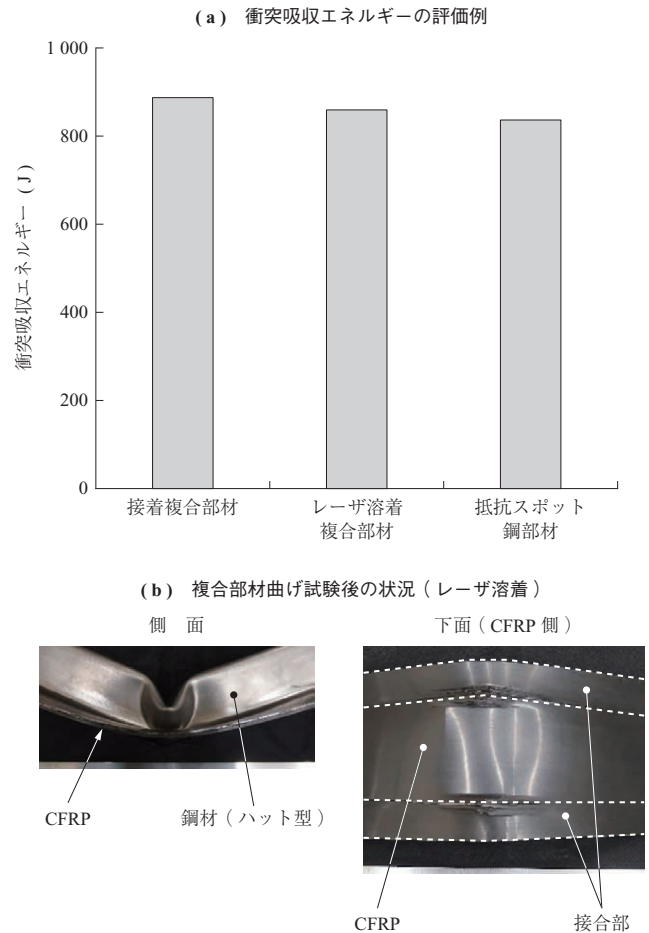 ( a ) 衝突吸収エネルギーの評価例
1 000
800
600
400
200
0
衝突吸収エネルギー ( J )
接着複合部材
レーザ溶着
複合部材
抵抗スポット
鋼部材
( b ) 複合部材曲げ試験後の状況 ( レーザ溶着 )
側 面
下面 ( CFRP 側 )
CFRP
鋼材 ( ハット型 )
CFRP
接合部